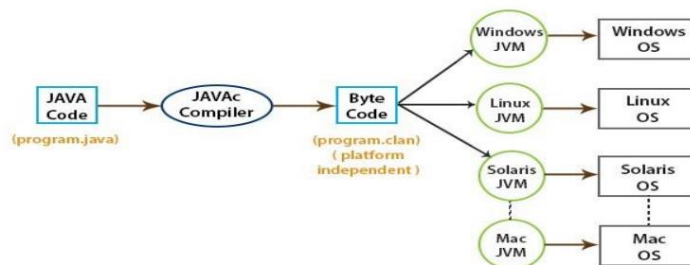 JAVA
Code
(program.java)
JAVAc
Compiler
Byte
Code
(program.clan)
( platform
independent )
Windows
JVM
Windows
OS
Linux
JVM
Linux
OS
Solaris
JVM
Solaris
OS
Mac
JVM
Mac
OS